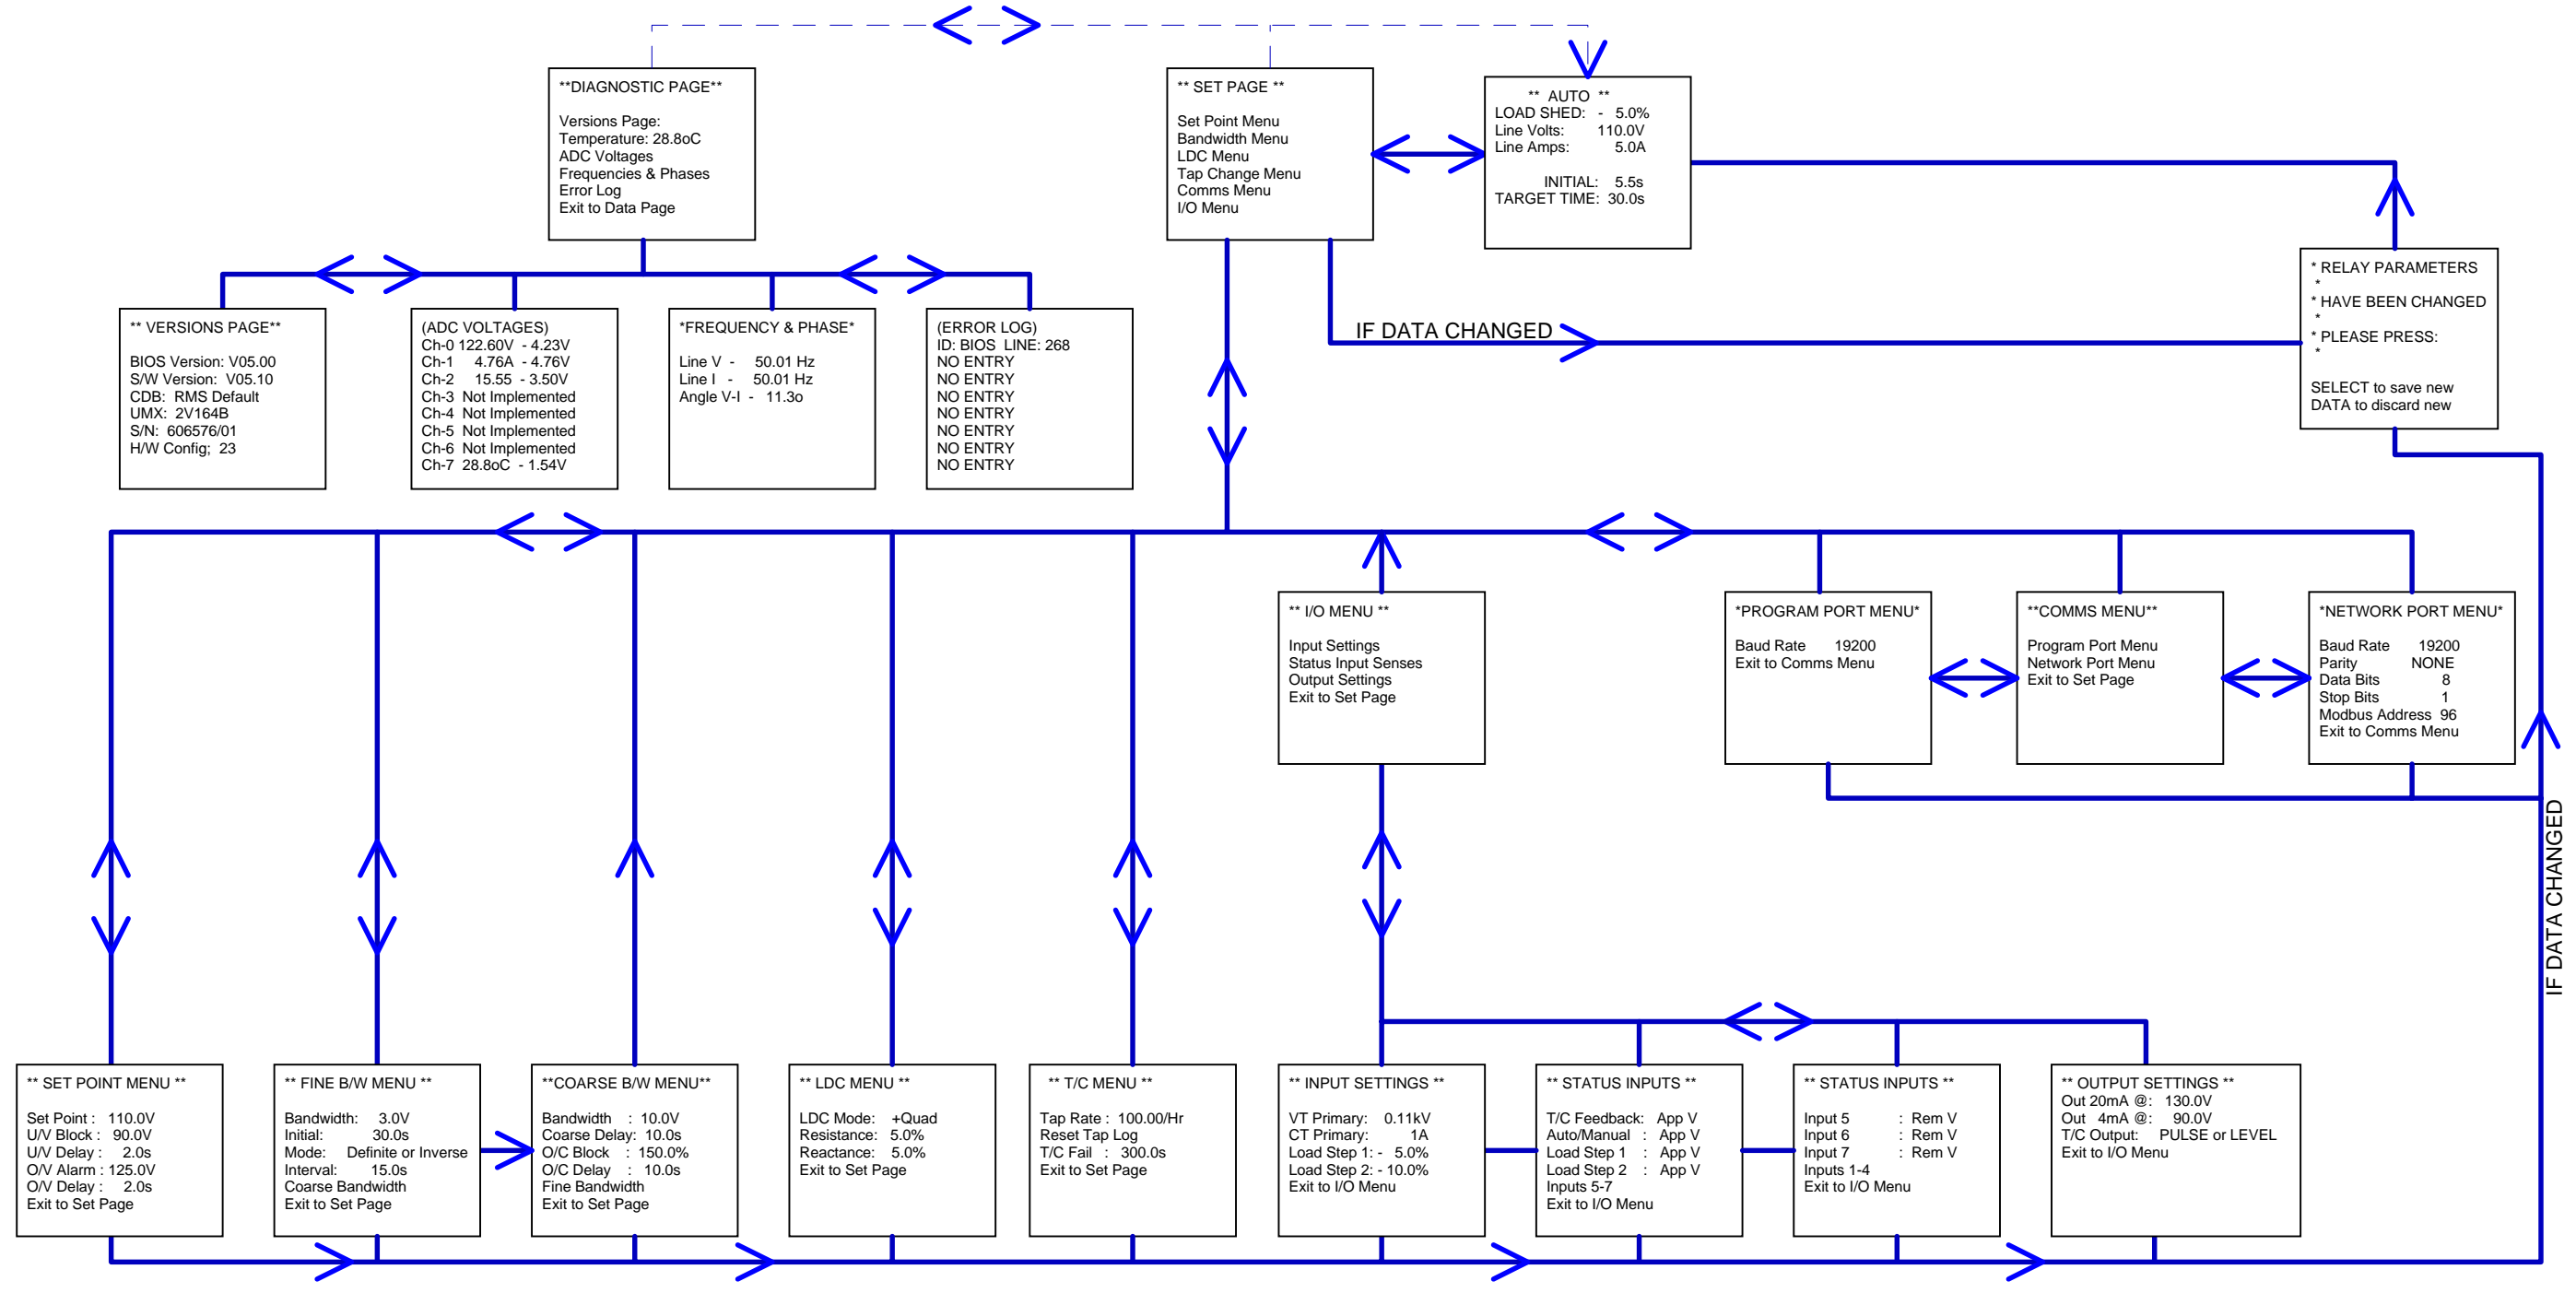 **DIAGNOSTIC PAGE**
Versions Page:
Temperature: 28.8oC
ADC Voltages
Frequencies & Phases
Error Log
Exit to Data Page
** SET PAGE **
Set Point Menu
Bandwidth Menu
LDC Menu
Tap Change Menu
Comms Menu
I/O Menu
** AUTO **
LOAD SHED: - 5.0%
Line Volts: 110.0V
Line Amps: 5.0A
INITIAL: 5.5s
TARGET TIME: 30.0s
* RELAY PARAMETERS
*
* HAVE BEEN CHANGED
*
* PLEASE PRESS:
*
SELECT to save new
DATA to discard new
IF DATA CHANGED
** VERSIONS PAGE**
BIOS Version: V05.00
S/W Version: V05.10
CDB: RMS Default
UMX: 2V164B
S/N: 606576/01
H/W Config; 23
(ADC VOLTAGES)
Ch-0 122.60V - 4.23V
Ch-1 4.76A - 4.76V
Ch-2 15.55 - 3.50V
Ch-3 Not Implemented
Ch-4 Not Implemented
Ch-5 Not Implemented
Ch-6 Not Implemented
Ch-7 28.8oC - 1.54V
*FREQUENCY & PHASE*
Line V - 50.01 Hz
Line I - 50.01 Hz
Angle V-I - 11.3o
(ERROR LOG)
ID: BIOS LINE: 268
NO ENTRY
NO ENTRY
NO ENTRY
NO ENTRY
NO ENTRY
NO ENTRY
NO ENTRY
** I/O MENU **
Input Settings
Status Input Senses
Output Settings
Exit to Set Page
*PROGRAM PORT MENU*
Baud Rate 19200
Exit to Comms Menu
**COMMS MENU**
Program Port Menu
Network Port Menu
Exit to Set Page
*NETWORK PORT MENU*
Baud Rate 19200
Parity NONE
Data Bits 8
Stop Bits 1
Modbus Address 96
Exit to Comms Menu
IF DATA CHANGED
** SET POINT MENU **
Set Point : 110.0V
U/V Block : 90.0V
U/V Delay : 2.0s
O/V Alarm : 125.0V
O/V Delay : 2.0s
Exit to Set Page
** FINE B/W MENU **
Bandwidth: 3.0V
Initial: 30.0s
Mode: Definite or Inverse
Interval: 15.0s
Coarse Bandwidth
Exit to Set Page
**COARSE B/W MENU**
Bandwidth : 10.0V
Coarse Delay: 10.0s
O/C Block : 150.0%
O/C Delay : 10.0s
Fine Bandwidth
Exit to Set Page
** LDC MENU **
LDC Mode: +Quad
Resistance: 5.0%
Reactance: 5.0%
Exit to Set Page
** T/C MENU **
Tap Rate : 100.00/Hr
Reset Tap Log
T/C Fail : 300.0s
Exit to Set Page
** INPUT SETTINGS **
VT Primary: 0.11kV
CT Primary: 1A
Load Step 1: - 5.0%
Load Step 2: - 10.0%
Exit to I/O Menu
** STATUS INPUTS **
T/C Feedback: App V
Auto/Manual : App V
Load Step 1 : App V
Load Step 2 : App V
Inputs 5-7
Exit to I/O Menu
** STATUS INPUTS **
Input 5 : Rem V
Input 6 : Rem V
Input 7 : Rem V
Inputs 1-4
Exit to I/O Menu
** OUTPUT SETTINGS **
Out 20mA @: 130.0V
Out 4mA @: 90.0V
T/C Output: PULSE or LEVEL
Exit to I/O Menu